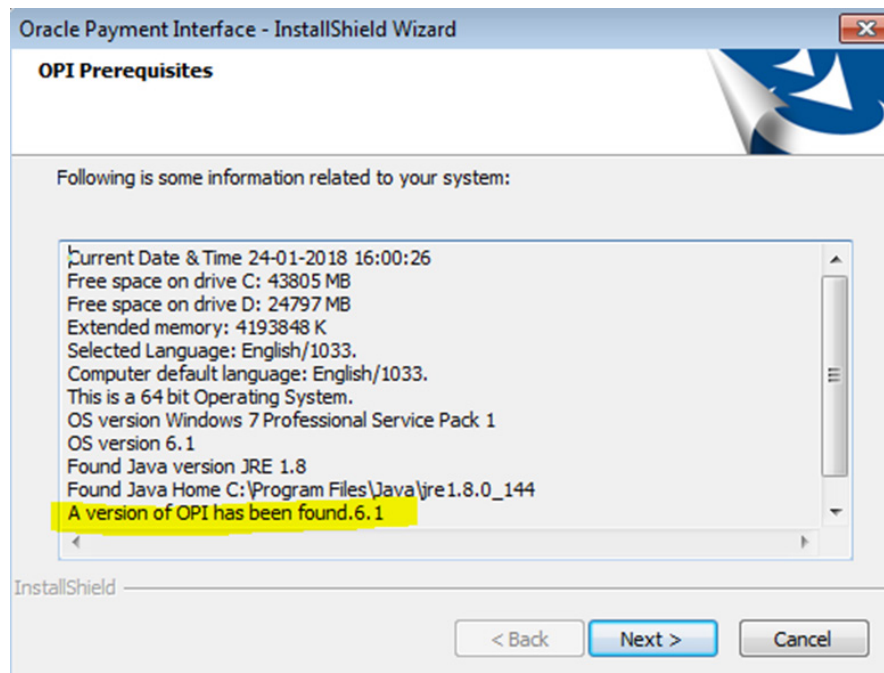 Oracle Payment Interface - InstallShield Wizard
OPI Prerequisites
Following is some information related to your system:
Current Date & Time 24-01-2018 16:00:26
Free space on drive C: 43805 MB
Free space on drive D: 24797 MB
Extended memory: 4193848 K
Selected Language: English/1033.
Computer default language: English/1033.
This is a 64 bit Operating System.
OS version Windows 7 Professional Service Pack 1
OS version 6.1
Found Java version JRE 1.8
Found Java Home C:\Program Files\Java\jre1.8.0_144
A version of OPI has been found.6.1
InstallShield
< Back Next > Cancel